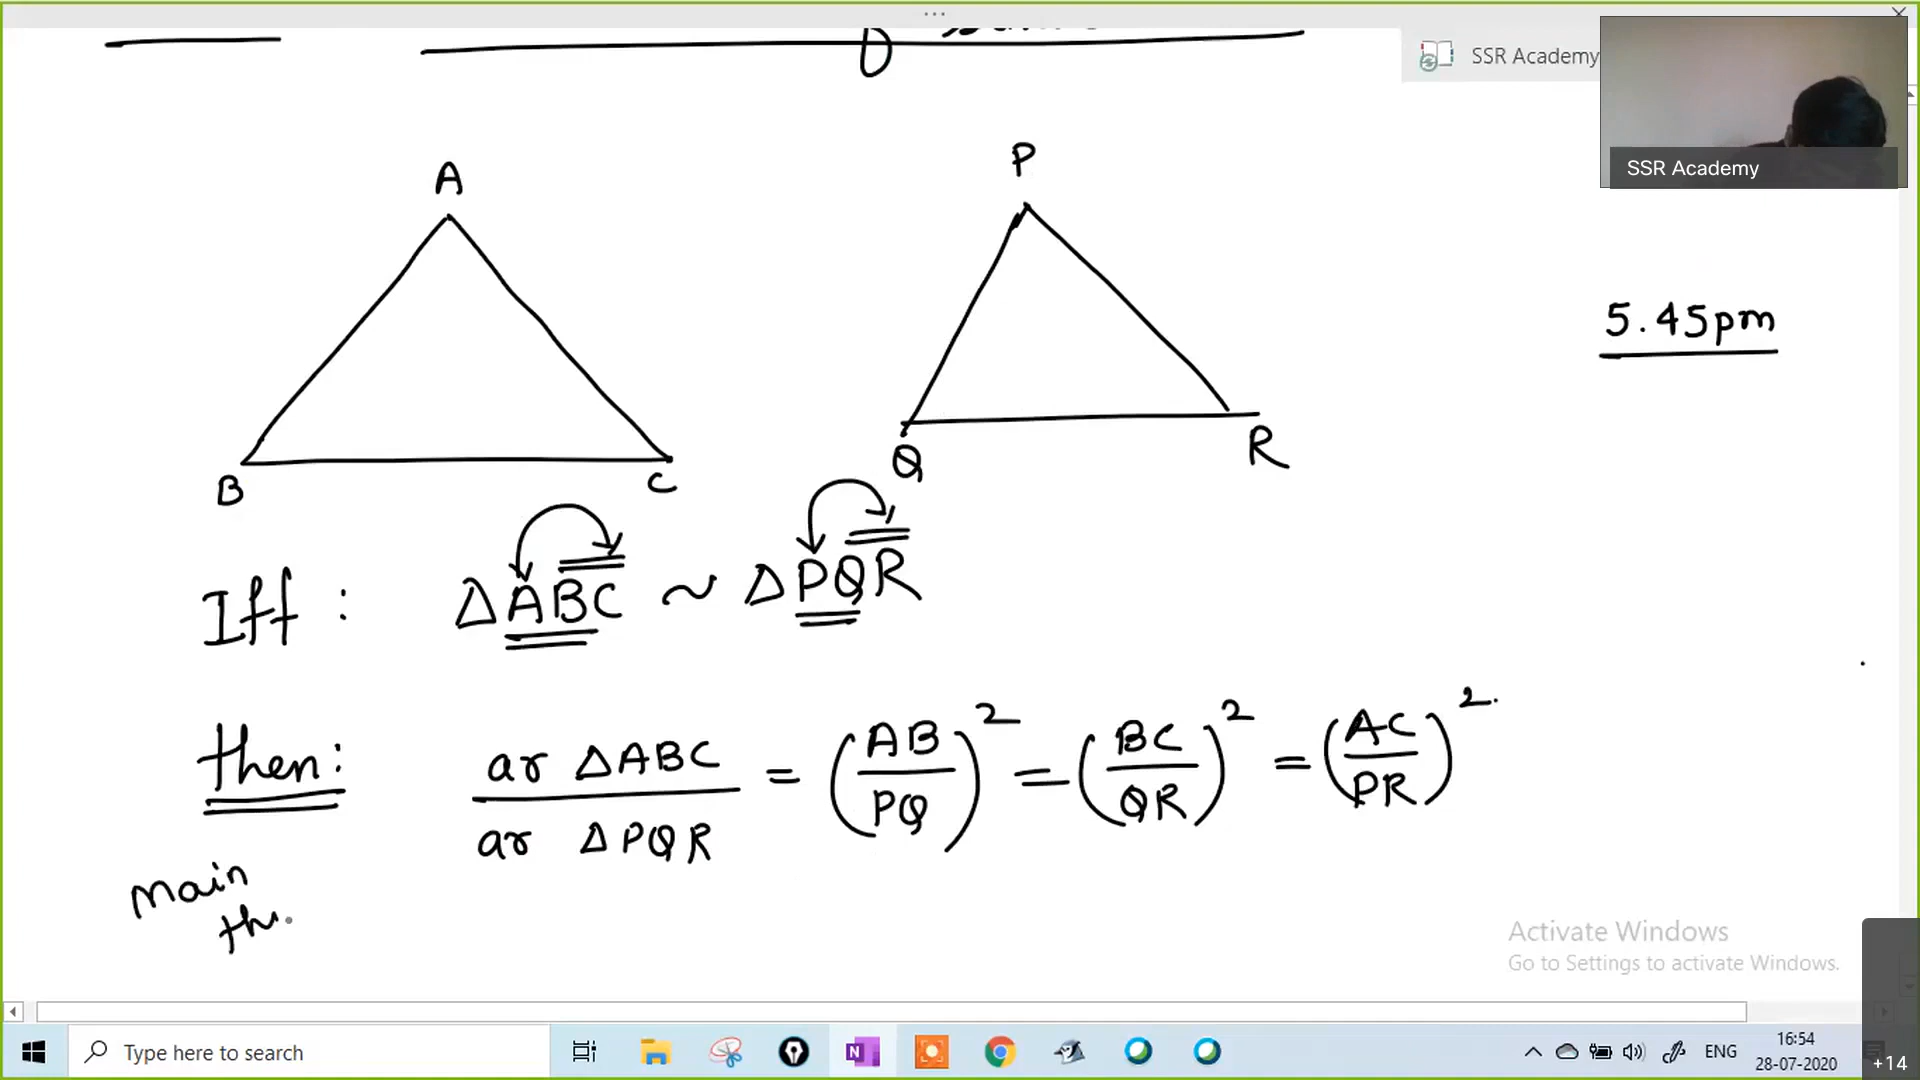 SSR Academy
SSR Academy
A
P
5.45pm
B
C
Q
R
Iff : ΔABC ~ ΔPQR
then: ar ΔABC / ar ΔPQR = (AB/PQ)² = (BC/QR)² = (AC/PR)²
main
th
Activate Windows
Go to Settings to activate Windows.
Type here to search
ENG
16:54
28-07-2020
+14